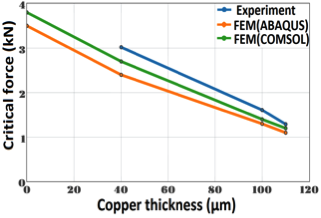 4
3
2
1
0
0 20 40 60 80 100 120
Critical force (kN)
Copper thickness (μm)
Experiment
FEM(ABAQUS)
FEM(COMSOL)